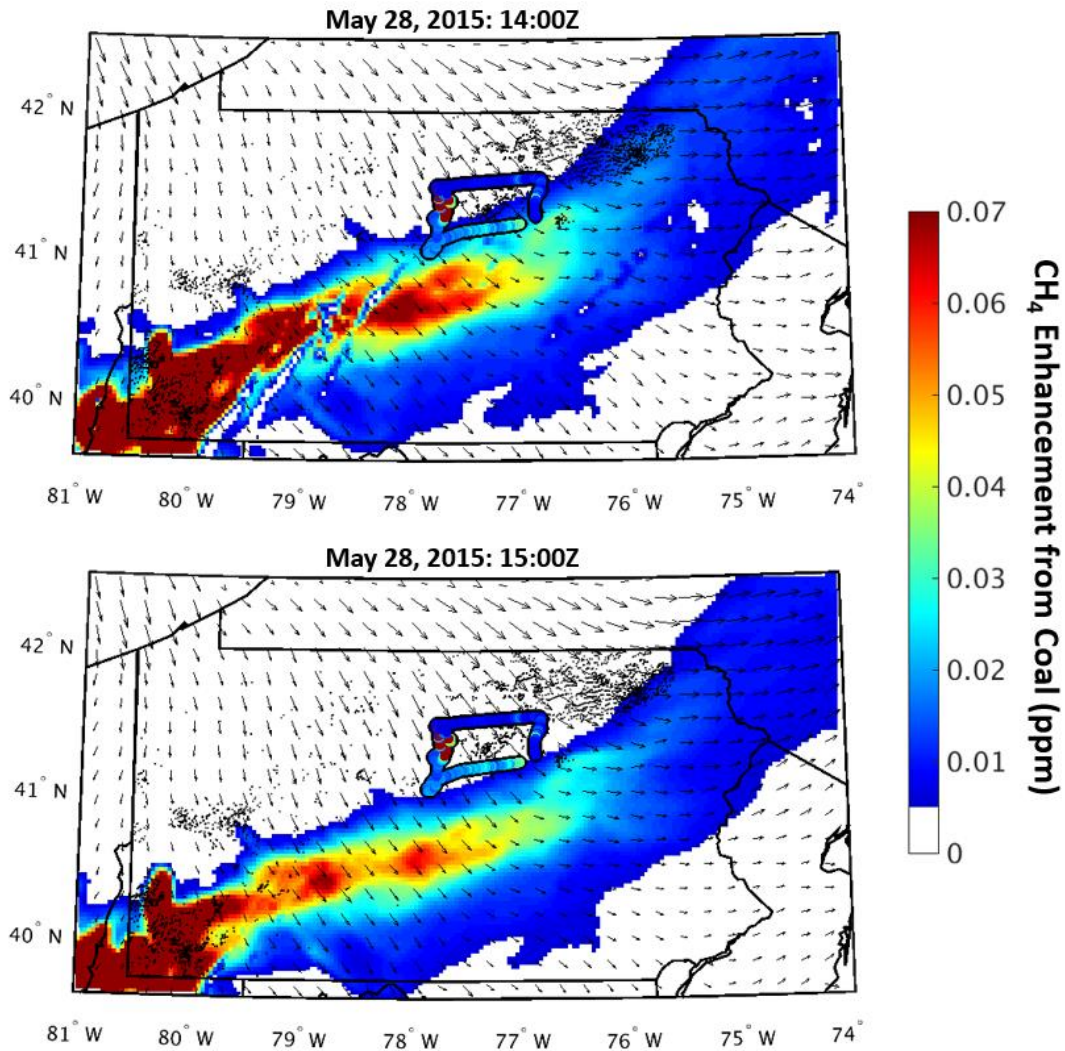 May 28, 2015: 14:00Z
42° N
41° N
40° N
81° W 80° W 79° W 78° W 77° W 76° W 75° W 74°
May 28, 2015: 15:00Z
42° N
41° N
40° N
81° W 80° W 79° W 78° W 77° W 76° W 75° W 74°
0.07
0.06
0.05
0.04
0.03
0.02
0.01
0
CH₄ Enhancement from Coal (ppm)